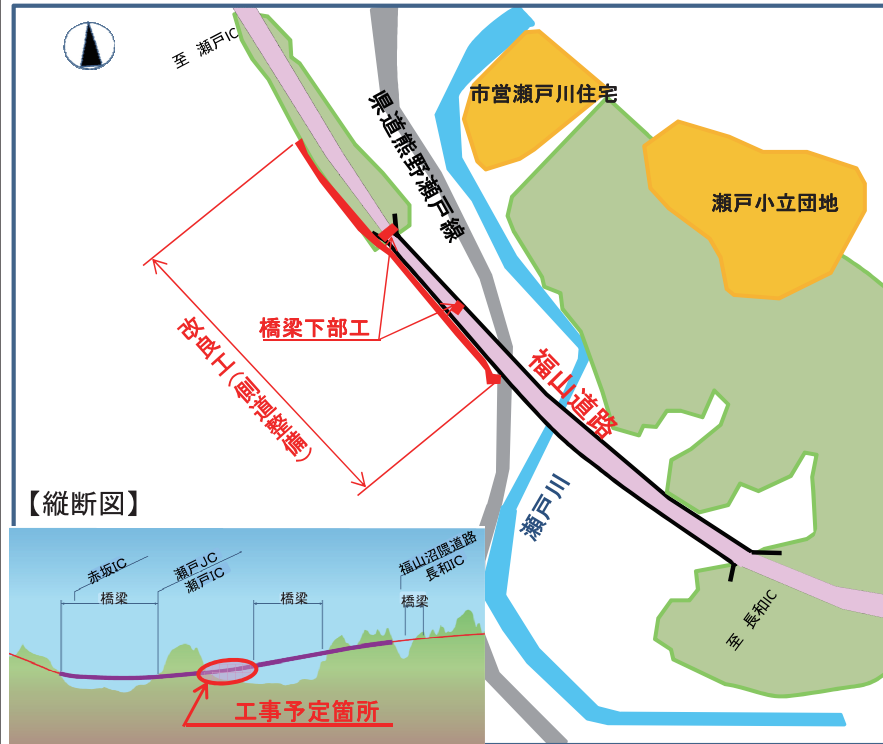 至 瀬戸IC
県道熊野瀬戸線
市営瀬戸川住宅
瀬戸小立団地
橋梁下部工
改良工(側道整備)
福山道路
瀬戸川
至 長和IC
【縦断図】
赤坂IC
瀬戸JC
瀬戸IC
福山沼隈道路
長和IC
橋梁
橋梁
橋梁
工事予定箇所